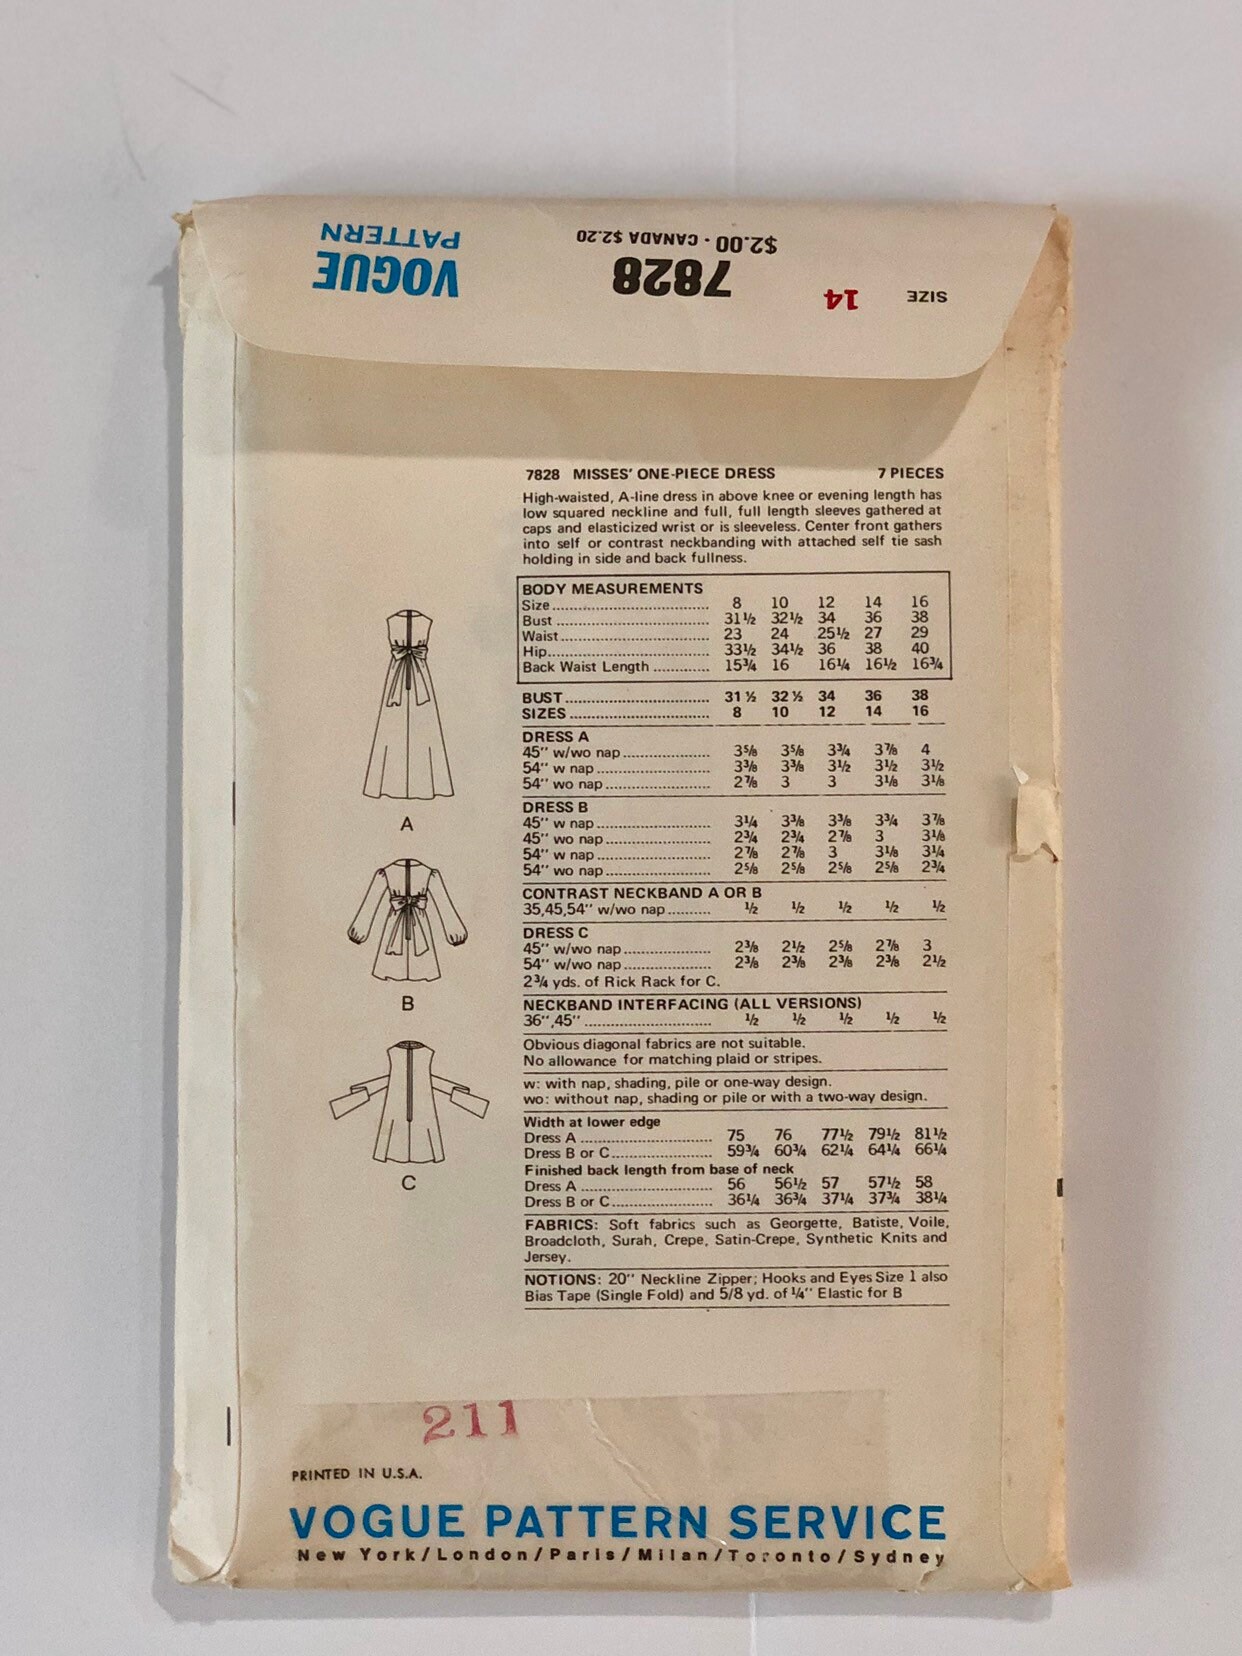 VOGUE PATTERN
7828
$2.00 · CANADA $2.20
SIZE 14
7828 MISSES' ONE-PIECE DRESS 7 PIECES
High-waisted, A-line dress in above knee or evening length has
low squared neckline and full, full length sleeves gathered at
caps and elasticized wrist or is sleeveless. Center front gathers
into self or contrast neckbanding with attached self tie sash
holding in side and back fullness.
BODY MEASUREMENTS
Size 8 10 12 14 16
Bust 31½ 32½ 34 36 38
Waist 23 24 25½ 27 29
Hip 33½ 34½ 36 38 40
Back Waist Length 15¾ 16 16¼ 16½ 16¾
BUST 31 ½ 32 ½ 34 36 38
SIZES 8 10 12 14 16
DRESS A
45'' w/wo nap 3⅝ 3⅝ 3¾ 3⅞ 4
54'' w nap 3⅜ 3⅜ 3½ 3½ 3½
54'' wo nap 2⅞ 3 3 3⅛ 3⅛
DRESS B
45'' w nap 3¼ 3⅜ 3⅜ 3¾ 3⅞
45'' wo nap 2¾ 2¾ 2⅞ 3 3⅛
54'' w nap 2⅞ 2⅞ 3 3⅛ 3¼
54'' wo nap 2⅝ 2⅝ 2⅝ 2⅝ 2¾
CONTRAST NECKBAND A OR B
35,45,54'' w/wo nap ½ ½ ½ ½ ½
DRESS C
45'' w/wo nap 2⅜ 2½ 2⅝ 2⅞ 3
54'' w/wo nap 2⅜ 2⅜ 2⅜ 2⅜ 2½
2¾ yds. of Rick Rack for C.
NECKBAND INTERFACING (ALL VERSIONS)
36'',45'' ½ ½ ½ ½ ½
Obvious diagonal fabrics are not suitable.
No allowance for matching plaid or stripes.
w: with nap, shading, pile or one-way design.
wo: without nap, shading or pile or with a two-way design.
Width at lower edge
Dress A 75 76 77½ 79½ 81½
Dress B or C 59¾ 60¾ 62¼ 64¼ 66¼
Finished back length from base of neck
Dress A 56 56½ 57 57½ 58
Dress B or C 36¼ 36¾ 37¼ 37¾ 38¼
FABRICS: Soft fabrics such as Georgette, Batiste, Voile,
Broadcloth, Surah, Crepe, Satin-Crepe, Synthetic Knits and
Jersey.
NOTIONS: 20'' Neckline Zipper; Hooks and Eyes Size 1 also
Bias Tape (Single Fold) and 5/8 yd. of ¼'' Elastic for B
A
B
C
211
PRINTED IN U.S.A.
VOGUE PATTERN SERVICE
New York/London/Paris/Milan/Toronto/Sydney